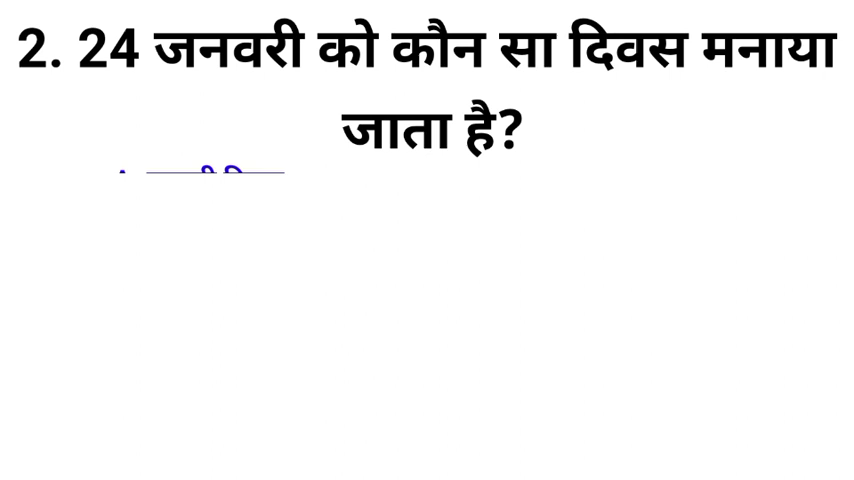 2. 24 जनवरी को कौन सा दिवस मनाया
जाता है?